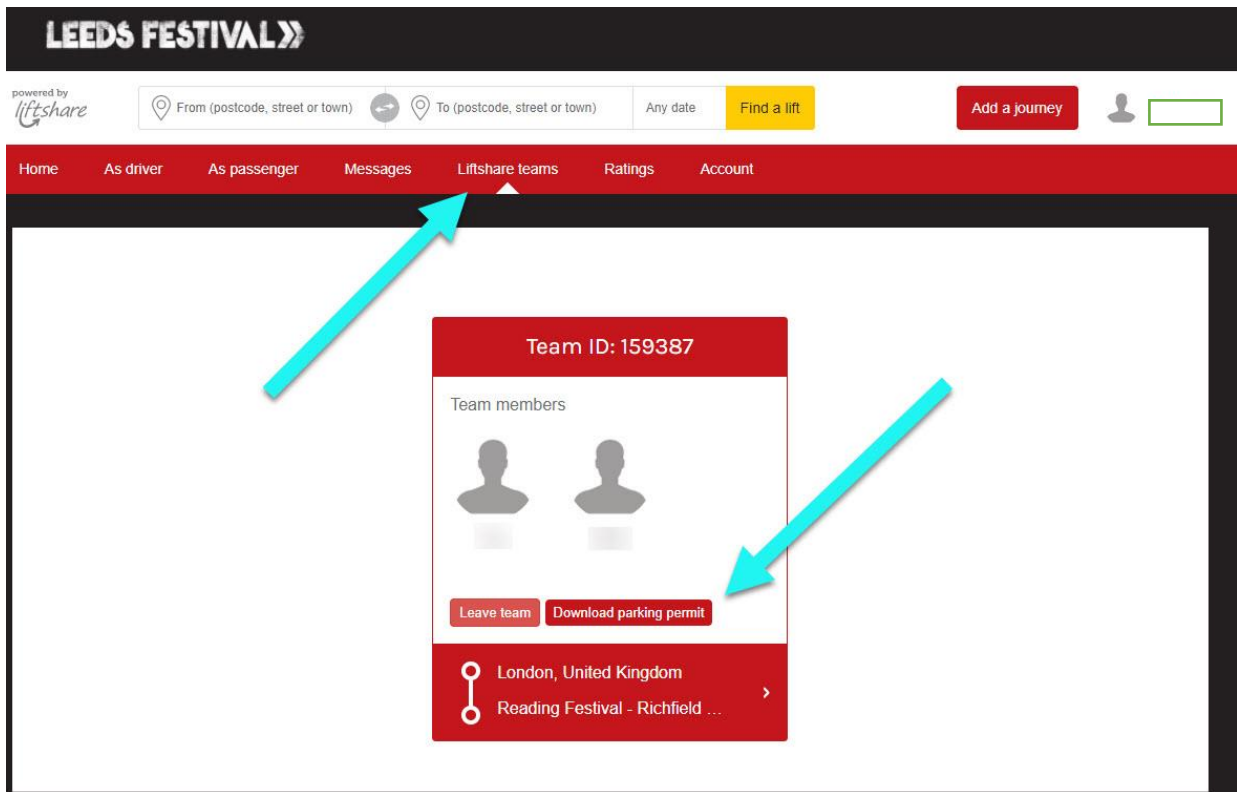 LEEDS FESTIVAL
powered by
liftshare
From (postcode, street or town)
To (postcode, street or town)
Any date
Find a lift
Add a journey
Home As driver As passenger Messages Liftshare teams Ratings Account
Team ID: 159387
Team members
Leave team Download parking permit
London, United Kingdom
Reading Festival - Richfield ...